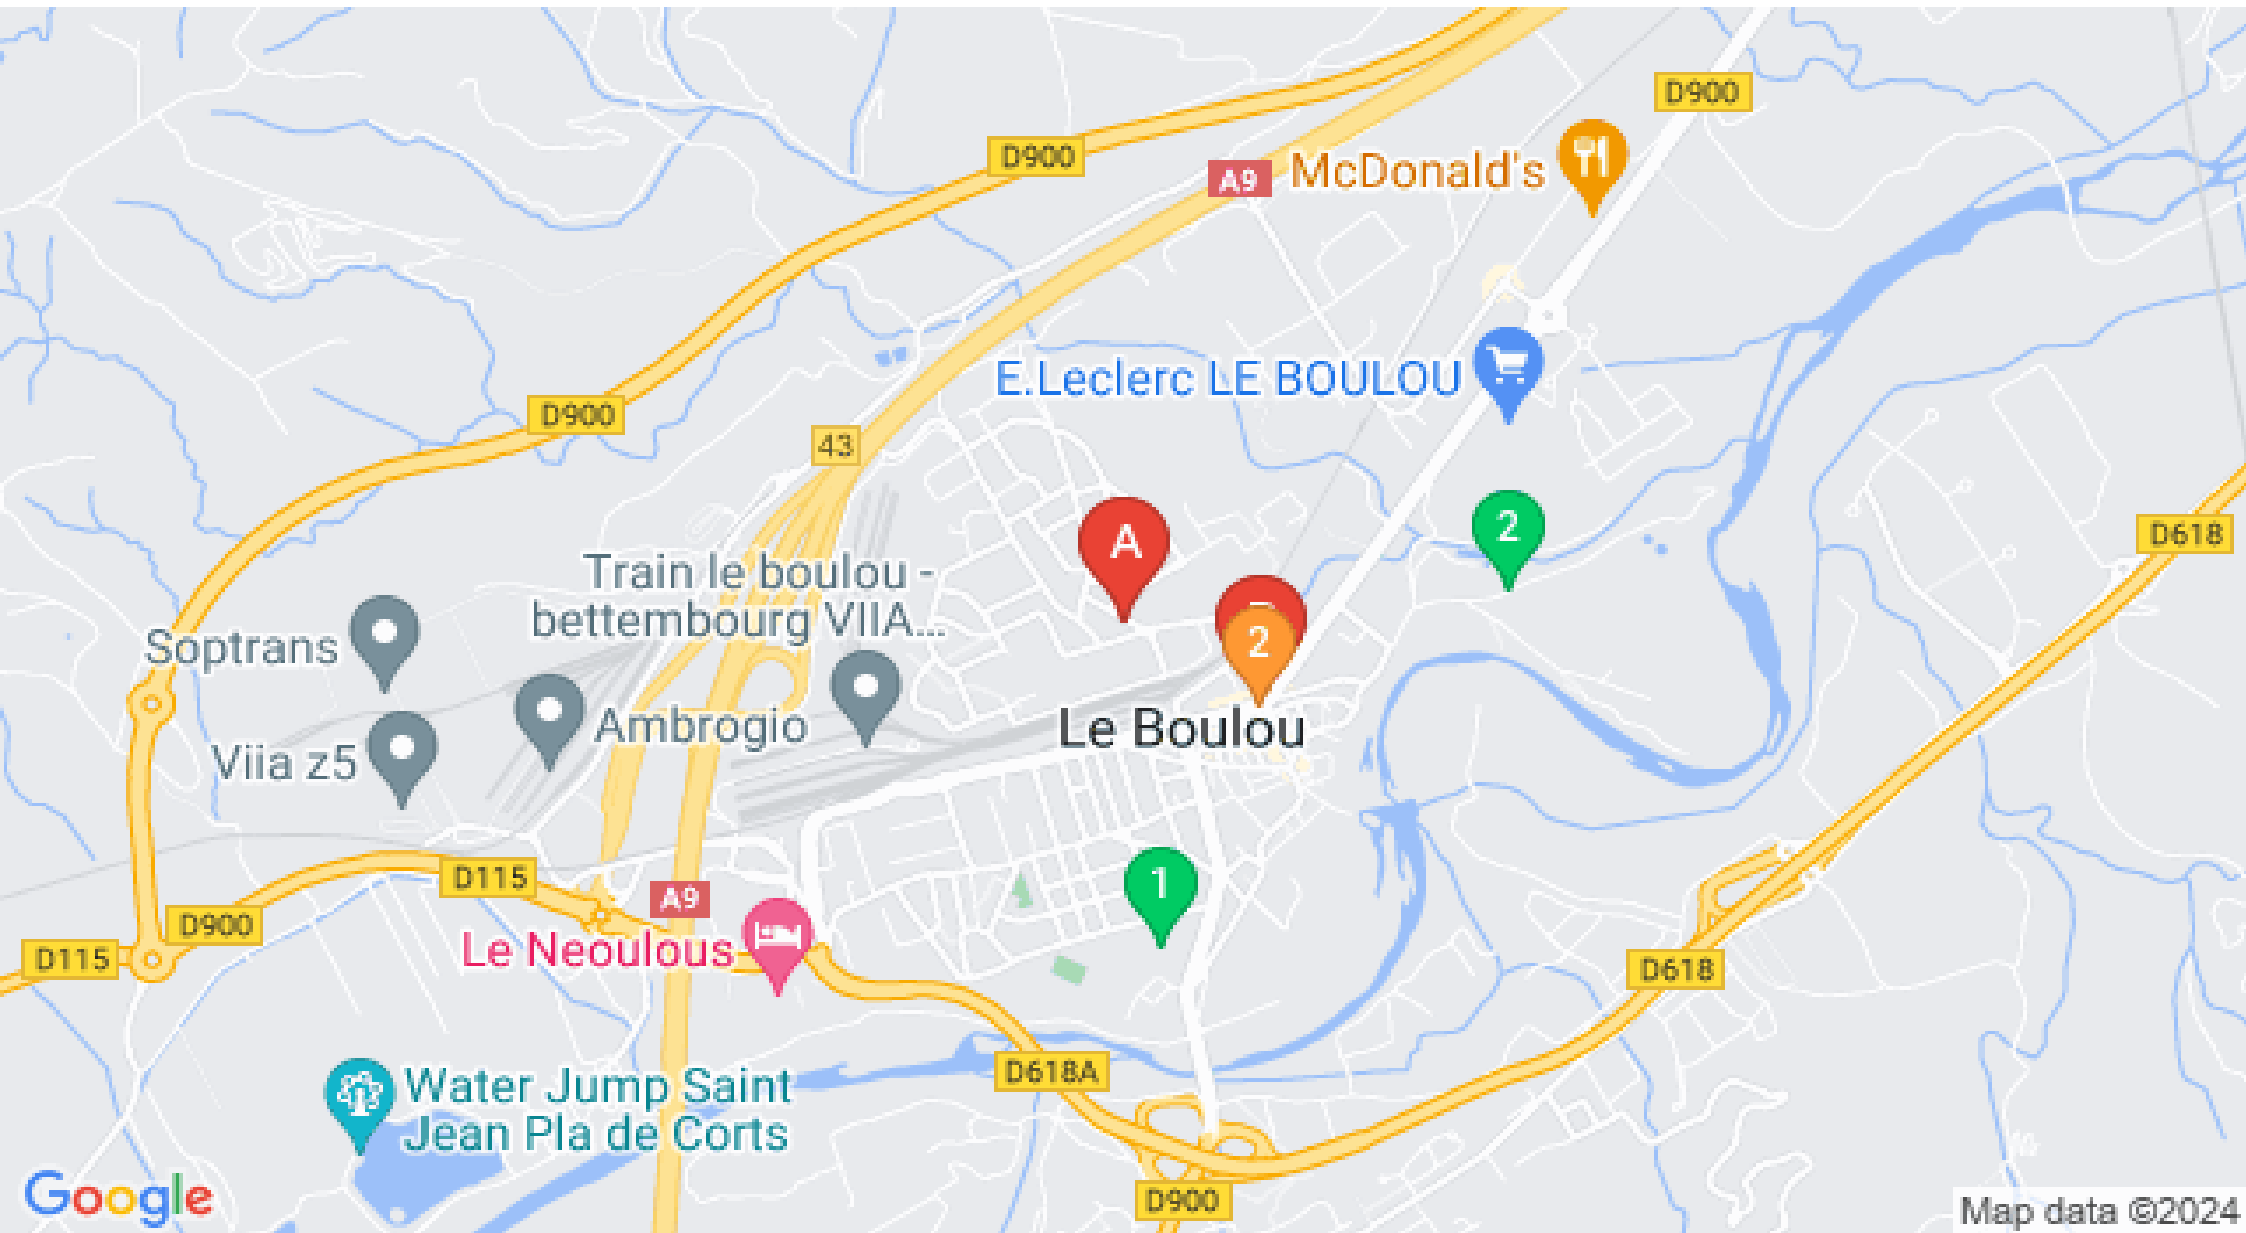 D900
D900
A9
McDonald's
E.Leclerc LE BOULOU
D900
43
2
D618
A
Train le boulou -
bettembourg VIIA...
2
Soptrans
Ambrogio
Le Boulou
Viia z5
D115
1
A9
D900
Le Neoulous
D115
D618
D618A
Water Jump Saint
Jean Pla de Corts
D900
Google
Map data ©2024